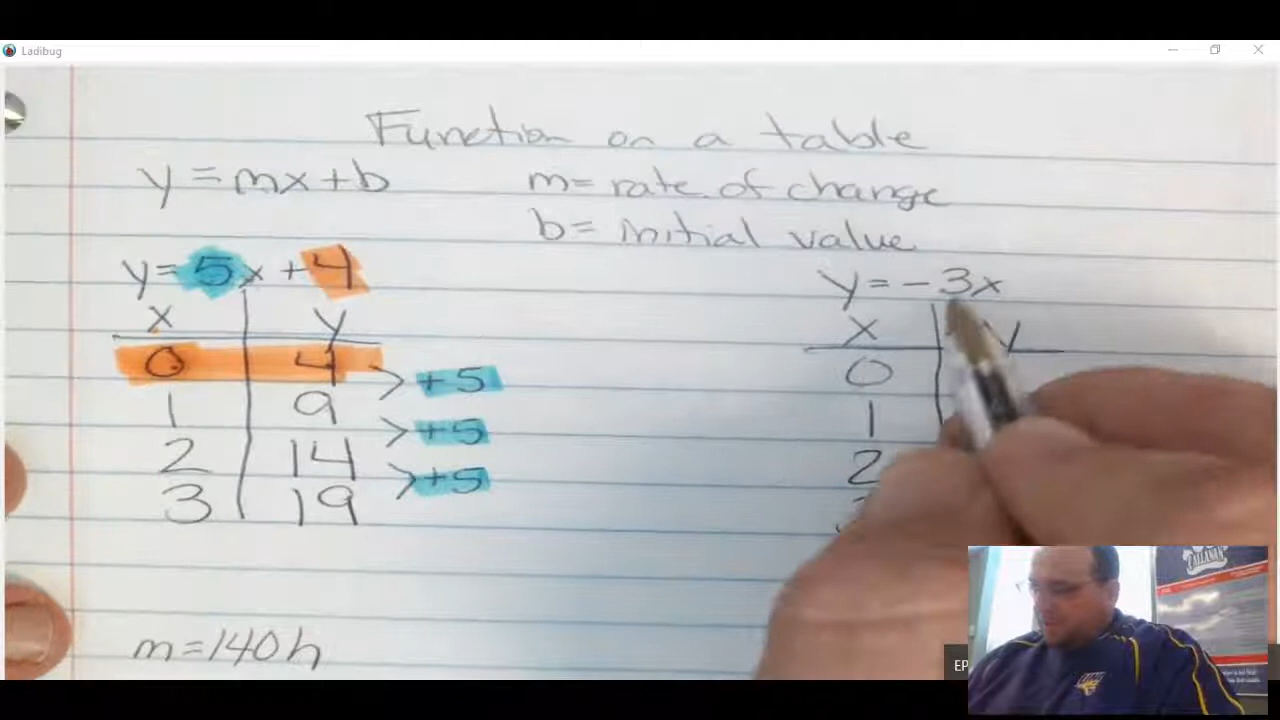 Ladibug
Function on a table
y = mx + b
m = rate of change
b = initial value
y = 5x + 4
x y
0 4
1 9
2 14
3 19
+5
+5
+5
y = -3x
x y
0
1
2
m = 140h
EP